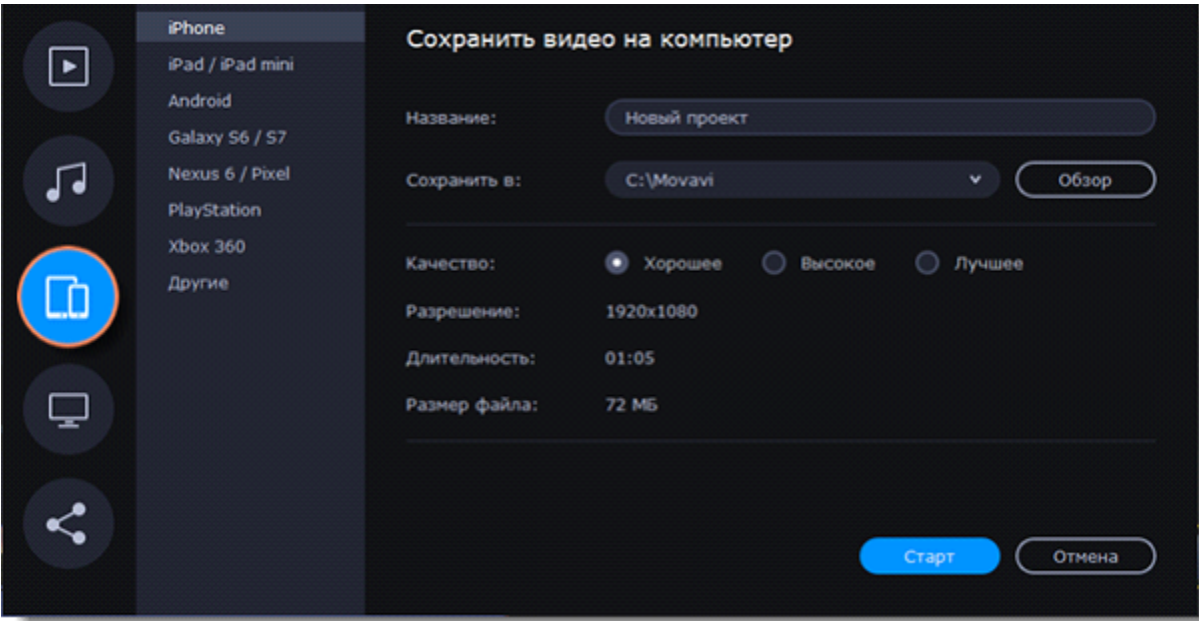 iPhone
iPad / iPad mini
Android
Galaxy S6 / S7
Nexus 6 / Pixel
PlayStation
Xbox 360
Другие
Сохранить видео на компьютер
Название: Новый проект
Сохранить в: C:\Movavi Обзор
Качество: Хорошее Высокое Лучшее
Разрешение: 1920x1080
Длительность: 01:05
Размер файла: 72 МБ
Старт Отмена